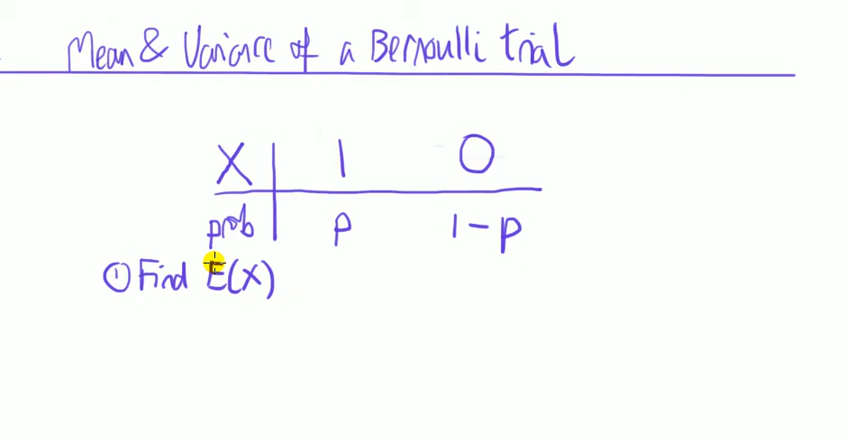 Mean & Variance of a Bernoulli trial
X 1 0
prob p 1-p
① Find E(X)